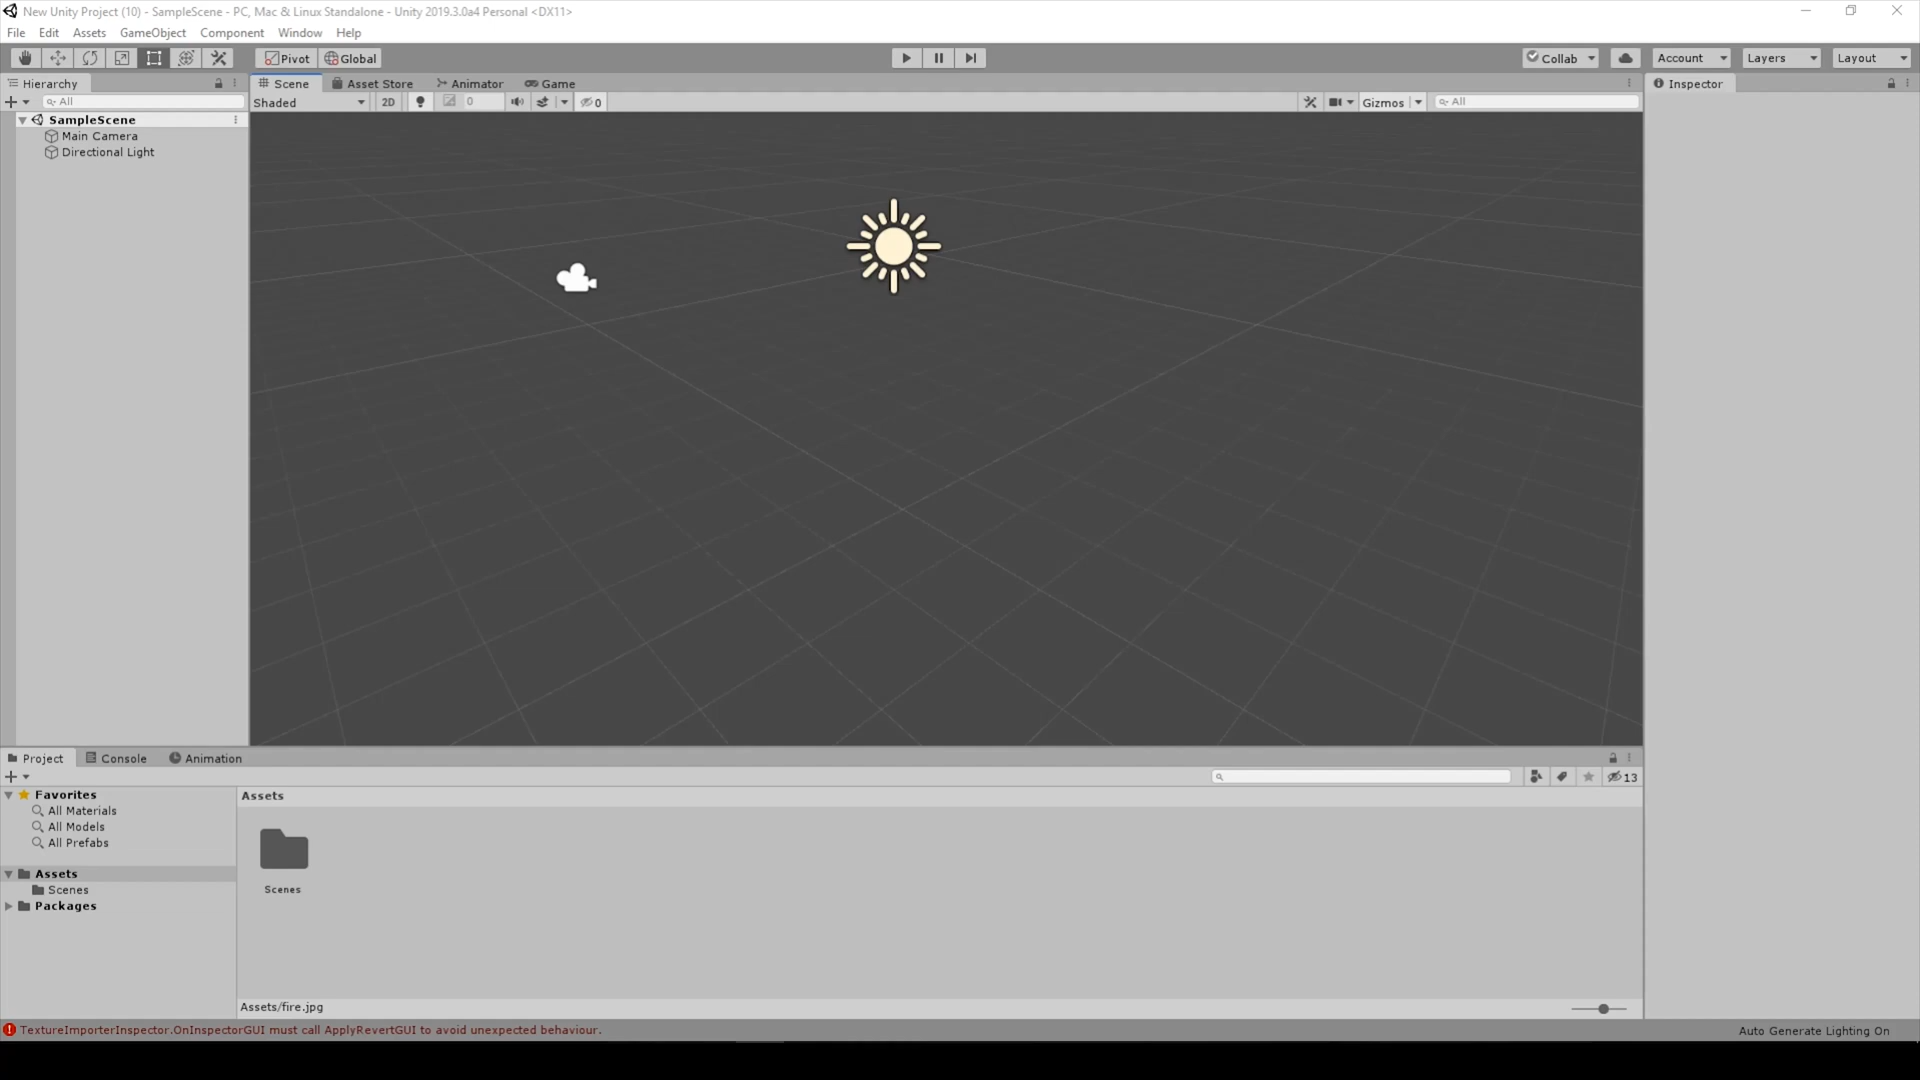 New Unity Project (10) - SampleScene - PC, Mac & Linux Standalone - Unity 2019.3.0a4 Personal <DX11>
File Edit Assets GameObject Component Window Help
Pivot Global Collab Account Layers Layout
Hierarchy Scene Asset Store Animator Game Inspector
All Shaded 2D 0 0 Gizmos All
SampleScene
Main Camera
Directional Light
Project Console Animation
13
Favorites
All Materials
All Models
All Prefabs
Assets
Scenes
Packages
Assets
Scenes
Assets/fire.jpg
TextureImporterInspector.OnInspectorGUI must call ApplyRevertGUI to avoid unexpected behaviour.
Auto Generate Lighting On